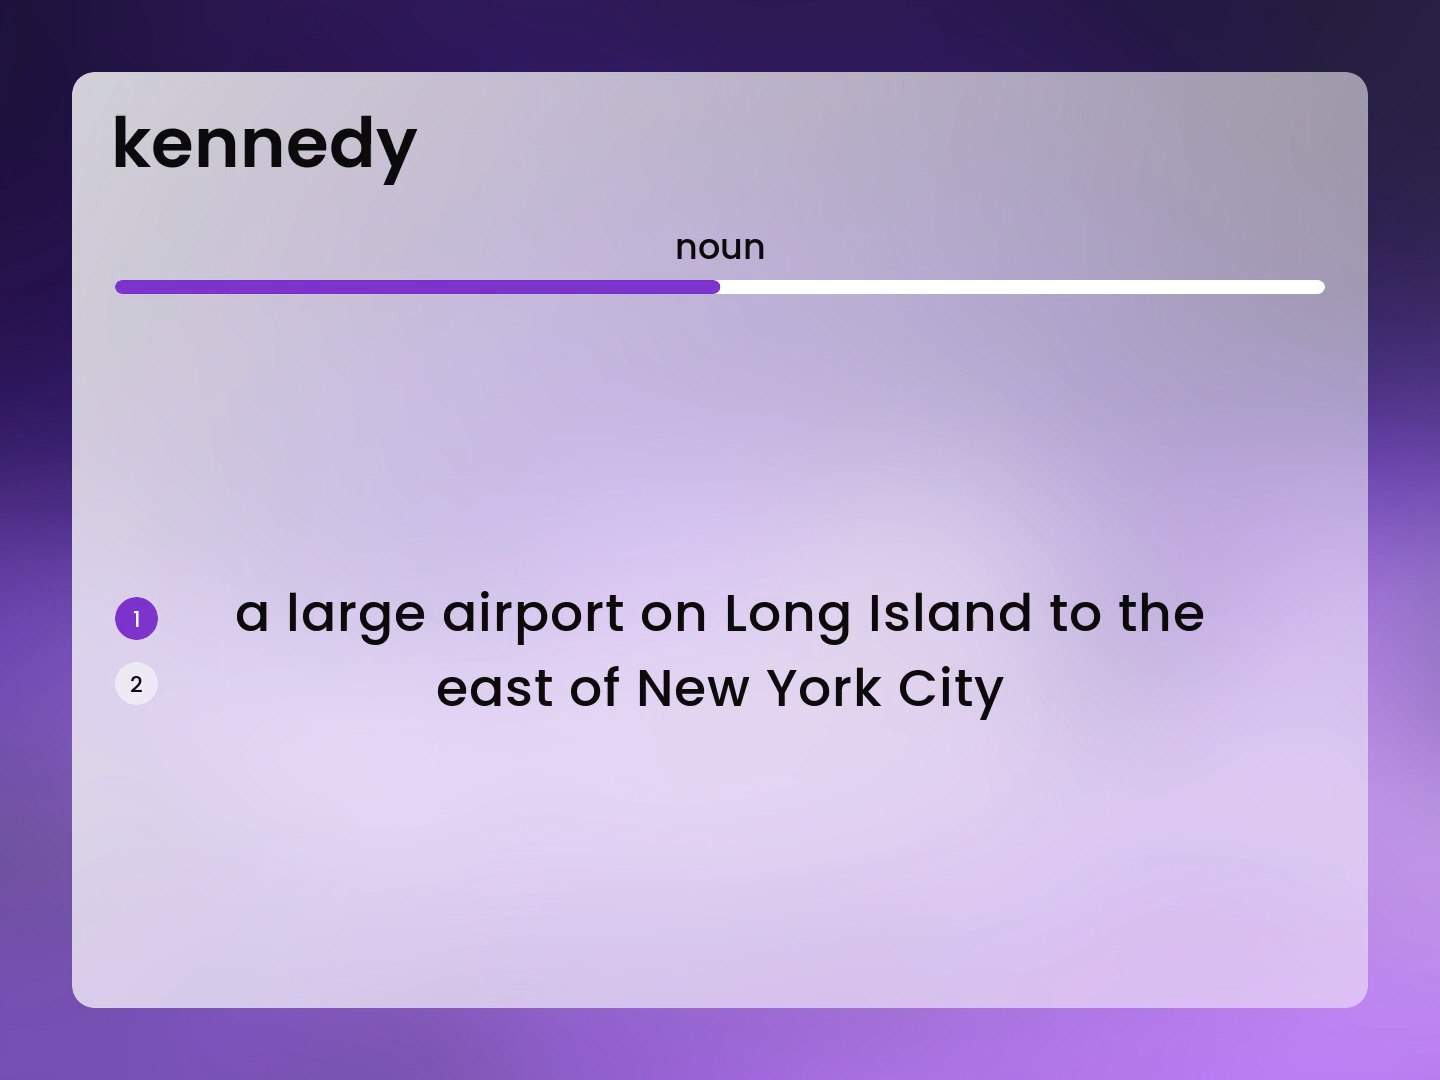 kennedy
noun
1
a large airport on Long Island to the
2
east of New York City